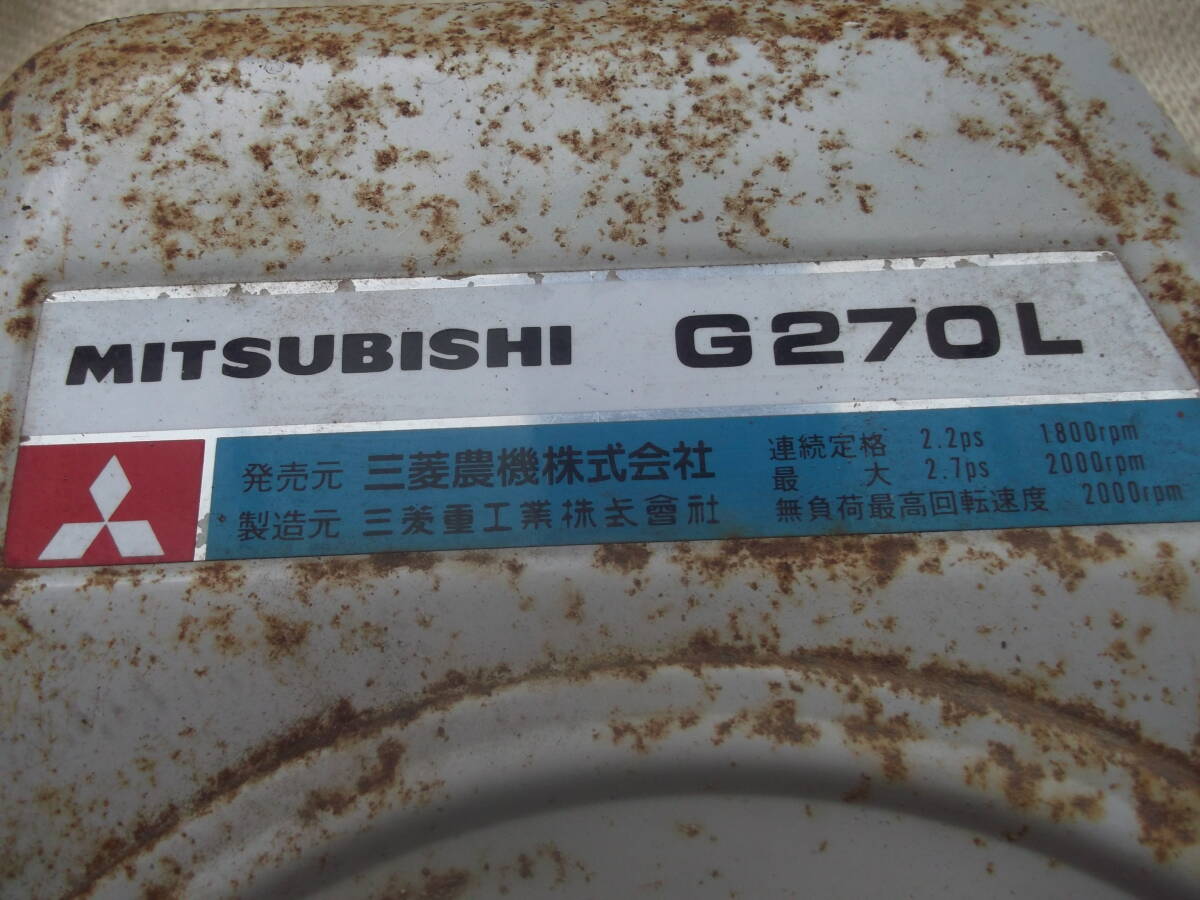 MITSUBISHI G270L
発売元 三菱農機株式会社
製造元 三菱重工業株式會社
連続定格 2.2ps 1800rpm
最大 2.7ps 2000rpm
無負荷最高回転速度 2000rpm